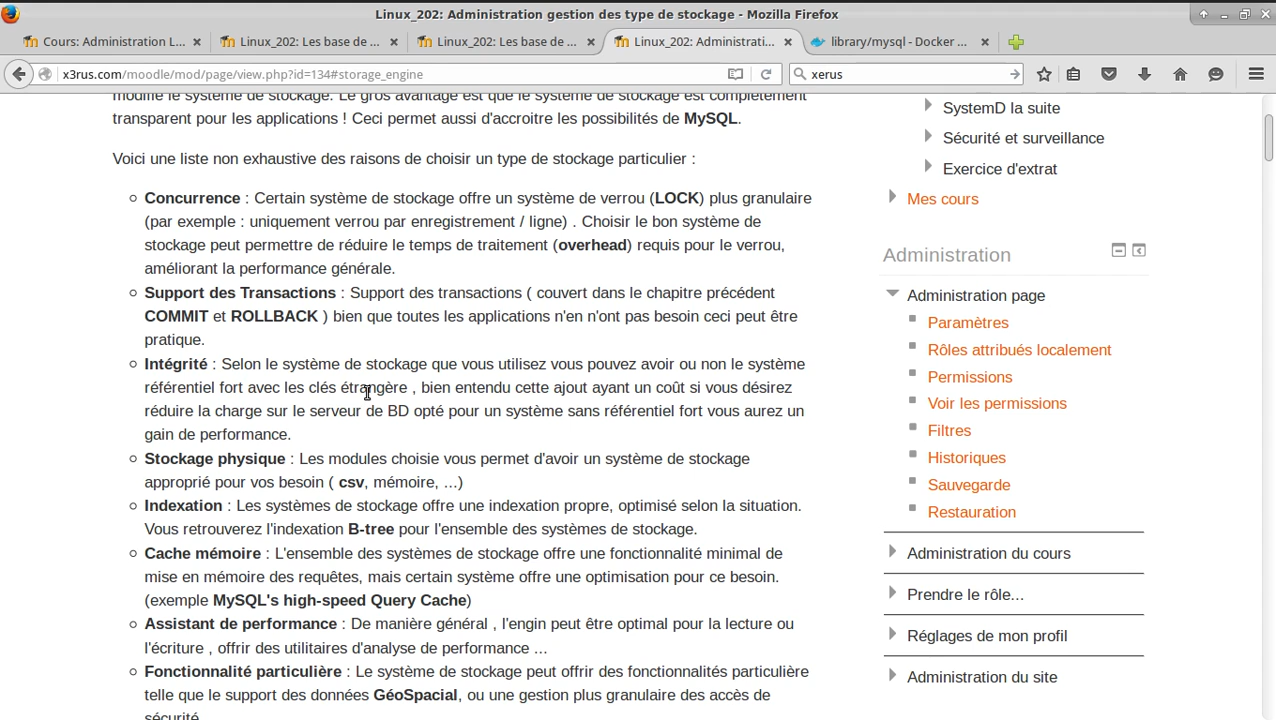 Linux_202: Administration gestion des type de stockage - Mozilla Firefox
Cours: Administration L... Linux_202: Les base de ... Linux_202: Les base de ... Linux_202: Administrati... library/mysql - Docker ...
x3rus.com/moodle/mod/page/view.php?id=134#storage_engine xerus
modifie le système de stockage. Le gros avantage est que le système de stockage est complètement
transparent pour les applications ! Ceci permet aussi d'accroitre les possibilités de MySQL.
Voici une liste non exhaustive des raisons de choisir un type de stockage particulier :
Concurrence : Certain système de stockage offre un système de verrou (LOCK) plus granulaire
(par exemple : uniquement verrou par enregistrement / ligne) . Choisir le bon système de
stockage peut permettre de réduire le temps de traitement (overhead) requis pour le verrou,
améliorant la performance générale.
Support des Transactions : Support des transactions ( couvert dans le chapitre précédent
COMMIT et ROLLBACK ) bien que toutes les applications n'en n'ont pas besoin ceci peut être
pratique.
Intégrité : Selon le système de stockage que vous utilisez vous pouvez avoir ou non le système
référentiel fort avec les clés étrangère , bien entendu cette ajout ayant un coût si vous désirez
réduire la charge sur le serveur de BD opté pour un système sans référentiel fort vous aurez un
gain de performance.
Stockage physique : Les modules choisie vous permet d'avoir un système de stockage
approprié pour vos besoin ( csv, mémoire, ...)
Indexation : Les systèmes de stockage offre une indexation propre, optimisé selon la situation.
Vous retrouverez l'indexation B-tree pour l'ensemble des systèmes de stockage.
Cache mémoire : L'ensemble des systèmes de stockage offre une fonctionnalité minimal de
mise en mémoire des requêtes, mais certain système offre une optimisation pour ce besoin.
(exemple MySQL's high-speed Query Cache)
Assistant de performance : De manière général , l'engin peut être optimal pour la lecture ou
l'écriture , offrir des utilitaires d'analyse de performance ...
Fonctionnalité particulière : Le système de stockage peut offrir des fonctionnalités particulière
telle que le support des données GéoSpacial, ou une gestion plus granulaire des accès de
sécurité
SystemD la suite
Sécurité et surveillance
Exercice d'extrat
Mes cours
Administration
Administration page
Paramètres
Rôles attribués localement
Permissions
Voir les permissions
Filtres
Historiques
Sauvegarde
Restauration
Administration du cours
Prendre le rôle...
Réglages de mon profil
Administration du site